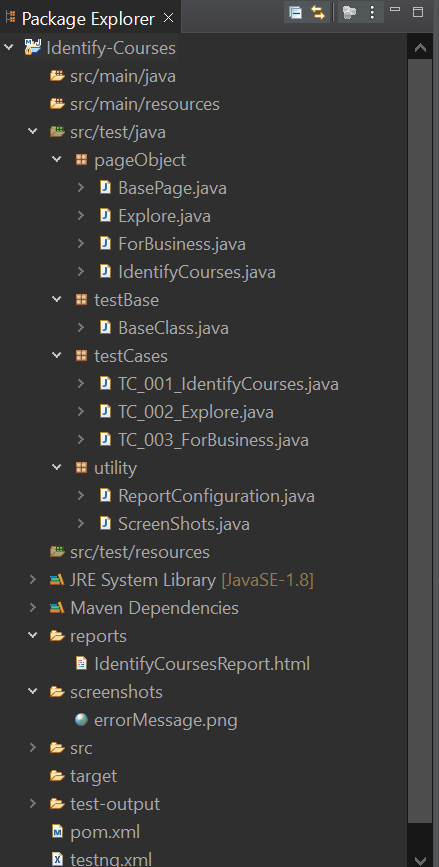 Package Explorer
Identify-Courses
src/main/java
src/main/resources
src/test/java
pageObject
BasePage.java
Explore.java
ForBusiness.java
IdentifyCourses.java
testBase
BaseClass.java
testCases
TC_001_IdentifyCourses.java
TC_002_Explore.java
TC_003_ForBusiness.java
utility
ReportConfiguration.java
ScreenShots.java
src/test/resources
JRE System Library [JavaSE-1.8]
Maven Dependencies
reports
IdentifyCoursesReport.html
screenshots
errorMessage.png
src
target
test-output
pom.xml
testng.xml